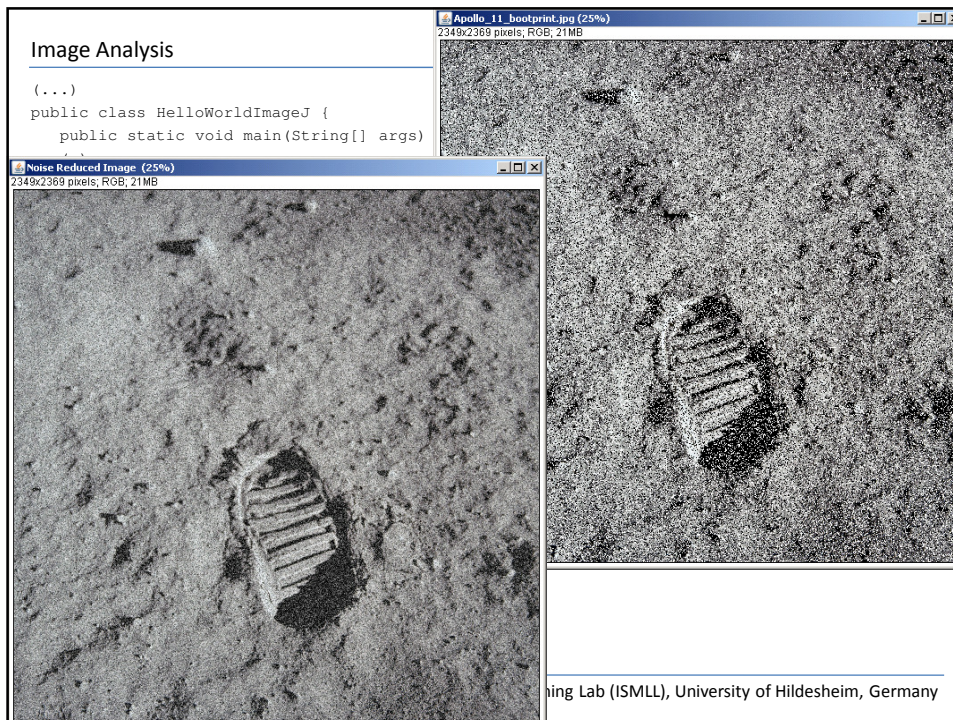 Image Analysis
(...)
public class HelloWorldImageJ {
public static void main(String[] args)
Apollo_11_bootprint.jpg (25%)
2349x2369 pixels; RGB; 21MB
Noise Reduced Image (25%)
2349x2369 pixels; RGB; 21MB
Lab (ISMLL), University of Hildesheim, Germany